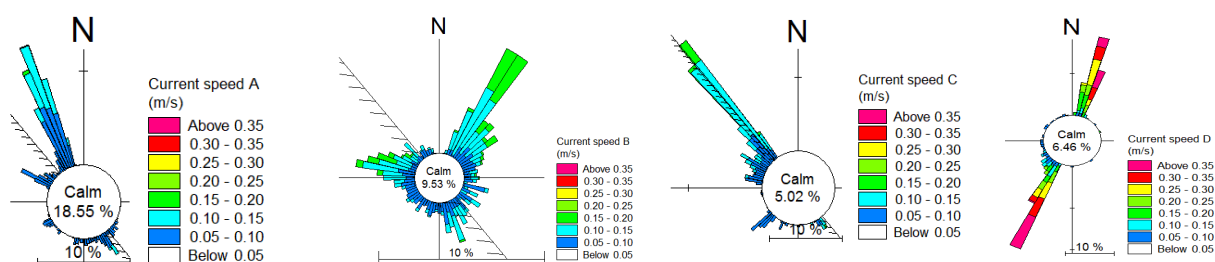 N
Calm
18.55 %
10 %
Current speed A
(m/s)
Above 0.35
0.30 - 0.35
0.25 - 0.30
0.20 - 0.25
0.15 - 0.20
0.10 - 0.15
0.05 - 0.10
Below 0.05
N
Calm
9.53 %
10 %
Current speed B
(m/s)
Above 0.35
0.30 - 0.35
0.25 - 0.30
0.20 - 0.25
0.15 - 0.20
0.10 - 0.15
0.05 - 0.10
Below 0.05
N
Calm
5.02 %
10 %
Current speed C
(m/s)
Above 0.35
0.30 - 0.35
0.25 - 0.30
0.20 - 0.25
0.15 - 0.20
0.10 - 0.15
0.05 - 0.10
Below 0.05
N
Calm
6.46 %
10 %
Current speed D
(m/s)
Above 0.35
0.30 - 0.35
0.25 - 0.30
0.20 - 0.25
0.15 - 0.20
0.10 - 0.15
0.05 - 0.10
Below 0.05